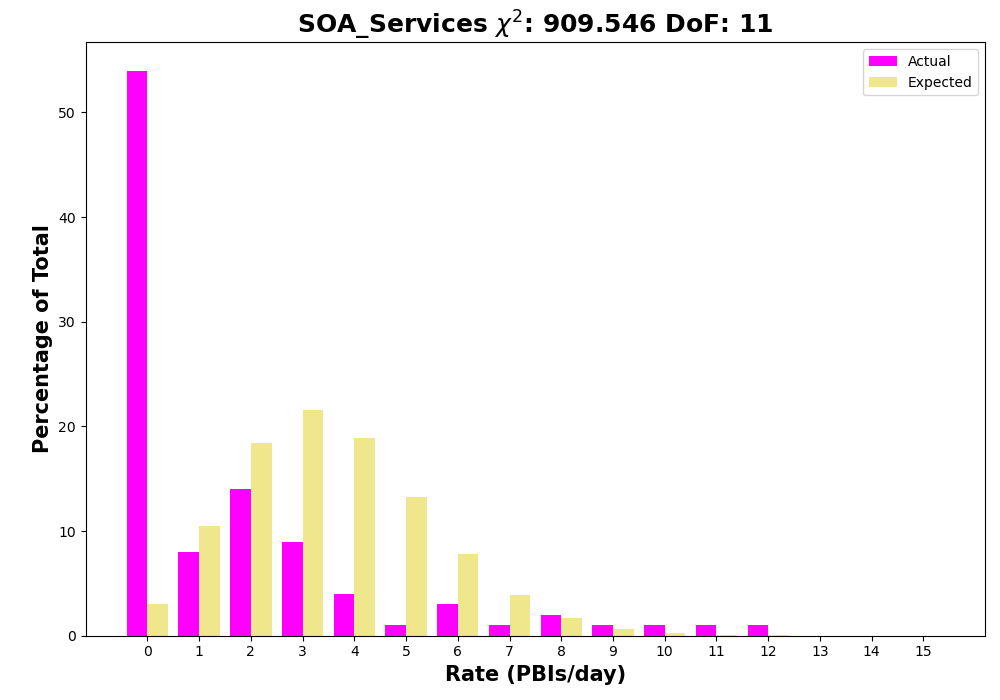 SOA_Services χ²: 909.546 DoF: 11
Actual
Expected
Percentage of Total
50
40
30
20
10
0
0 1 2 3 4 5 6 7 8 9 10 11 12 13 14 15
Rate (PBIs/day)